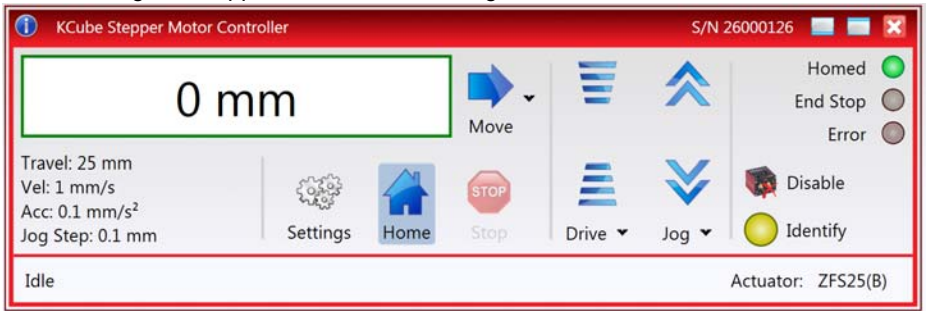 KCube Stepper Motor Controller S/N 26000126
0 mm
Move
Homed
End Stop
Error
Travel: 25 mm
Vel: 1 mm/s
Acc: 0.1 mm/s²
Jog Step: 0.1 mm
Settings
Home
STOP
Stop
Drive
Jog
Disable
Identify
Idle
Actuator: ZFS25(B)